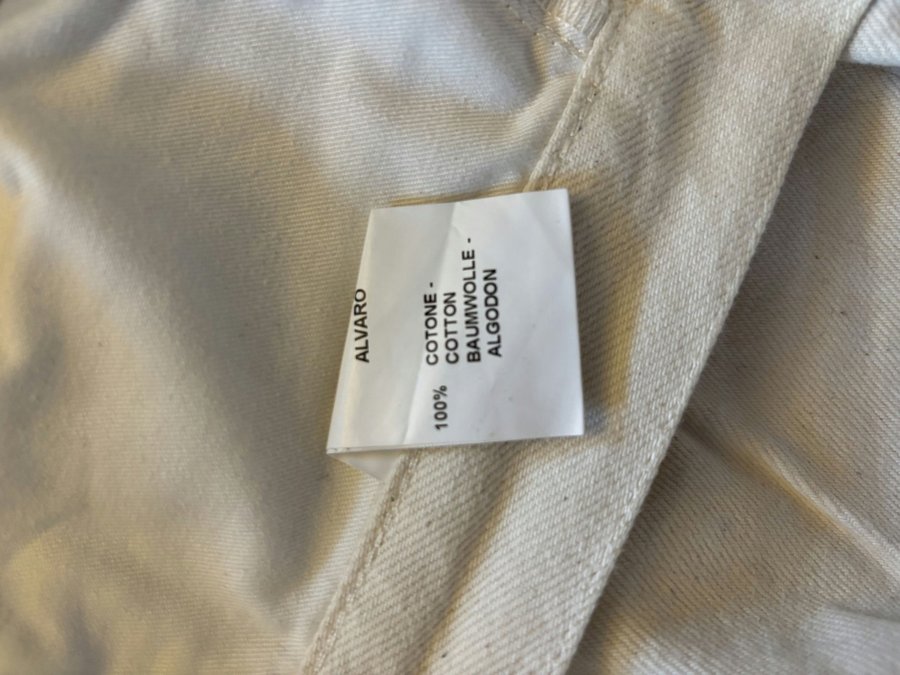 ALVARO
100% COTONE -
COTTON
BAUMWOLLE -
ALGODON